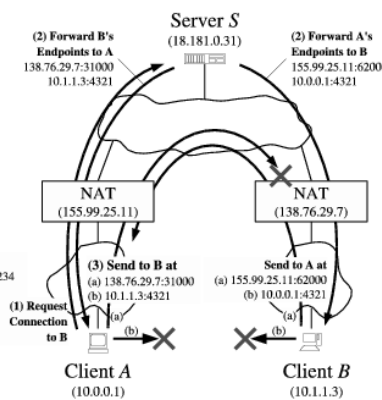 Server S
(18.181.0.31)
(2) Forward B's
Endpoints to A
138.76.29.7:31000
10.1.1.3:4321
(2) Forward A's
Endpoints to B
155.99.25.11:6200
10.0.0.1:4321
NAT
(155.99.25.11)
NAT
(138.76.29.7)
234
(3) Send to B at
(a) 138.76.29.7:31000
(b) 10.1.1.3:4321
Send to A at
(a) 155.99.25.11:62000
(b) 10.0.0.1:4321
(1) Request
Connection
to B
(a)
(b)
(a)
(b)
Client A
(10.0.0.1)
Client B
(10.1.1.3)